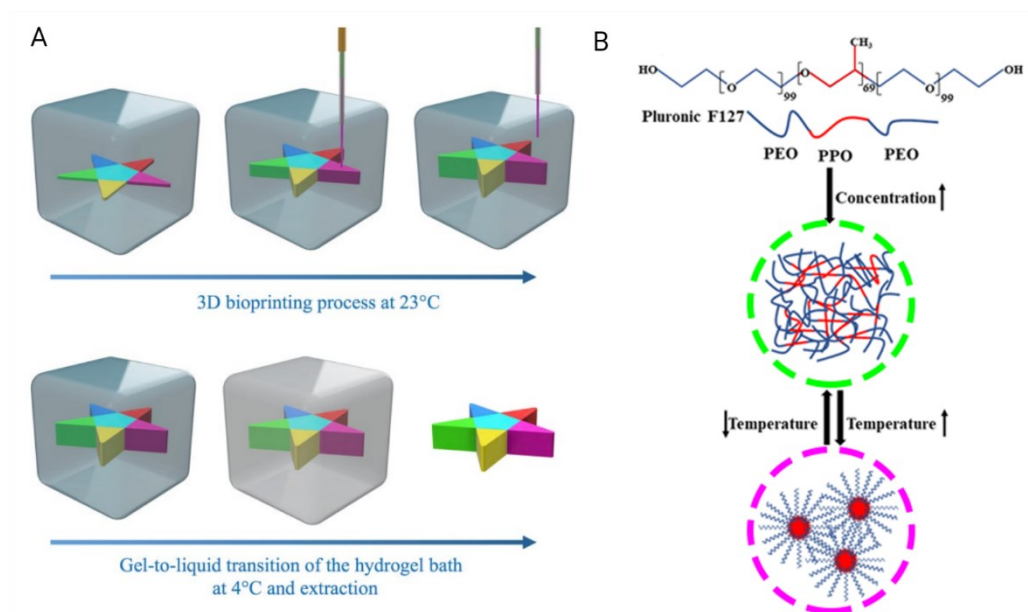 A
3D bioprinting process at 23°C
Gel-to-liquid transition of the hydrogel bath
at 4°C and extraction
B
CH₃
HO
O
99
O
69
O
99
OH
Pluronic F127
PEO
PPO
PEO
Concentration
Temperature
Temperature